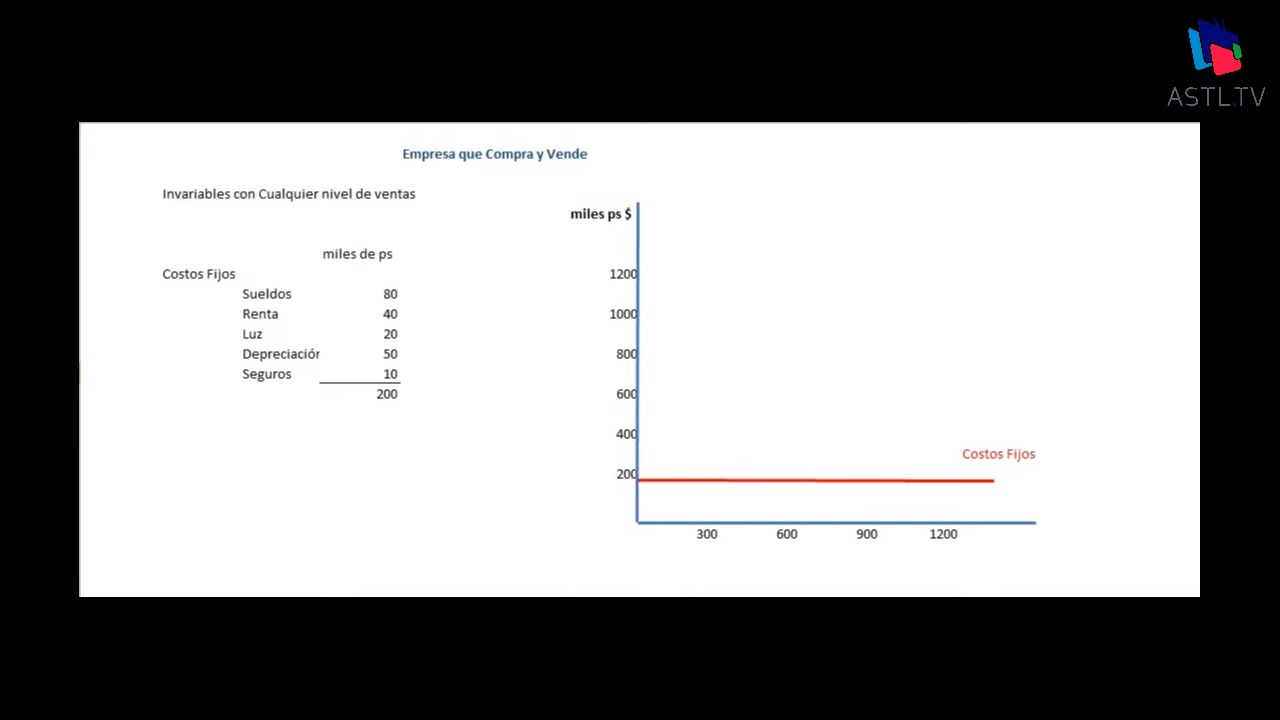 ASTL.TV
Empresa que Compra y Vende
Invariables con Cualquier nivel de ventas
miles de ps
Costos Fijos
Sueldos 80
Renta 40
Luz 20
Depreciación 50
Seguros 10
200
miles ps $
1200
1000
800
600
400
200
Costos Fijos
300 600 900 1200